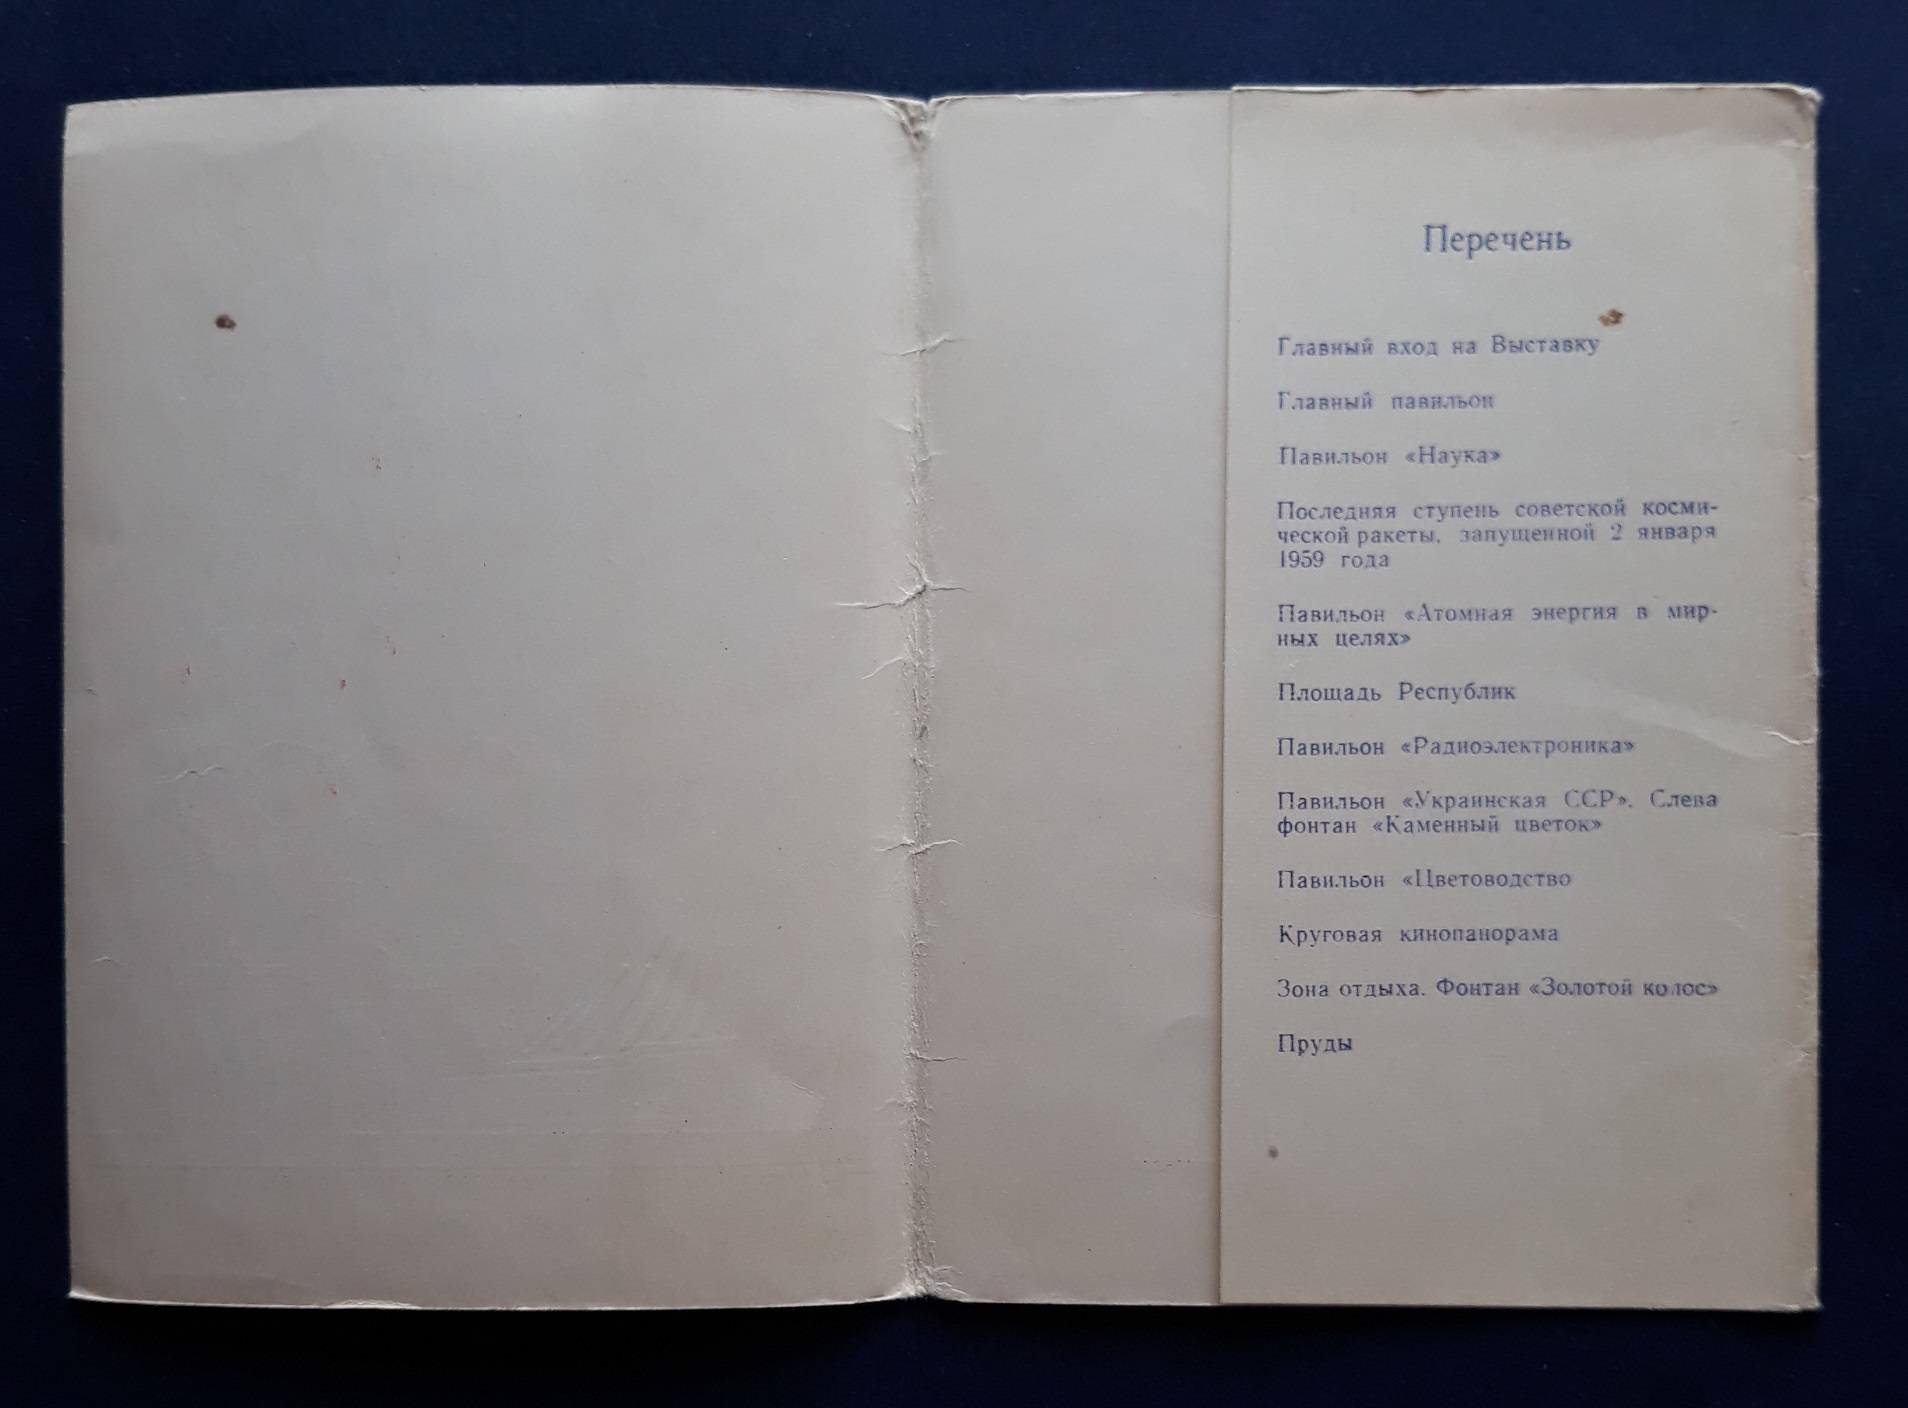 Перечень
Главный вход на Выставку
Главный павильон
Павильон «Наука»
Последняя ступень советской косми-
ческой ракеты, запущенной 2 января
1959 года
Павильон «Атомная энергия в мир-
ных целях»
Площадь Республик
Павильон «Радиоэлектроника»
Павильон «Украинская ССР». Слева
фонтан «Каменный цветок»
Павильон «Цветоводство
Круговая кинопанорама
Зона отдыха. Фонтан «Золотой колос»
Пруды